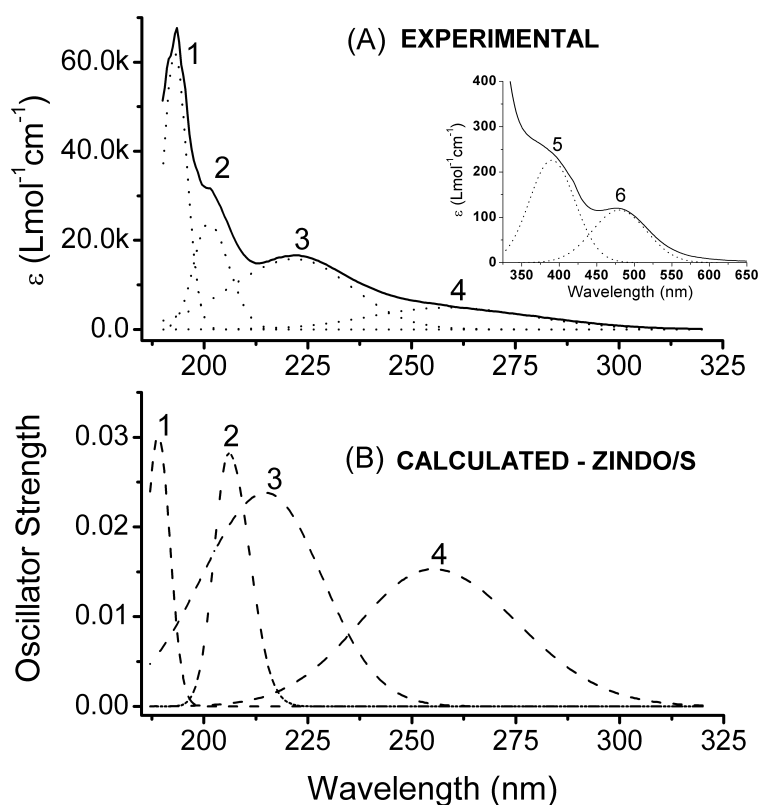 (A) EXPERIMENTAL
ε (Lmol⁻¹cm⁻¹)
60.0k
40.0k
20.0k
0.0
1
2
3
4
200 225 250 275 300 325
ε (Lmol⁻¹cm⁻¹)
400
300
200
100
0
5
6
350 400 450 500 550 600 650
Wavelength (nm)
(B) CALCULATED - ZINDO/S
Oscillator Strength
0.03
0.02
0.01
0.00
1
2
3
4
200 225 250 275 300 325
Wavelength (nm)